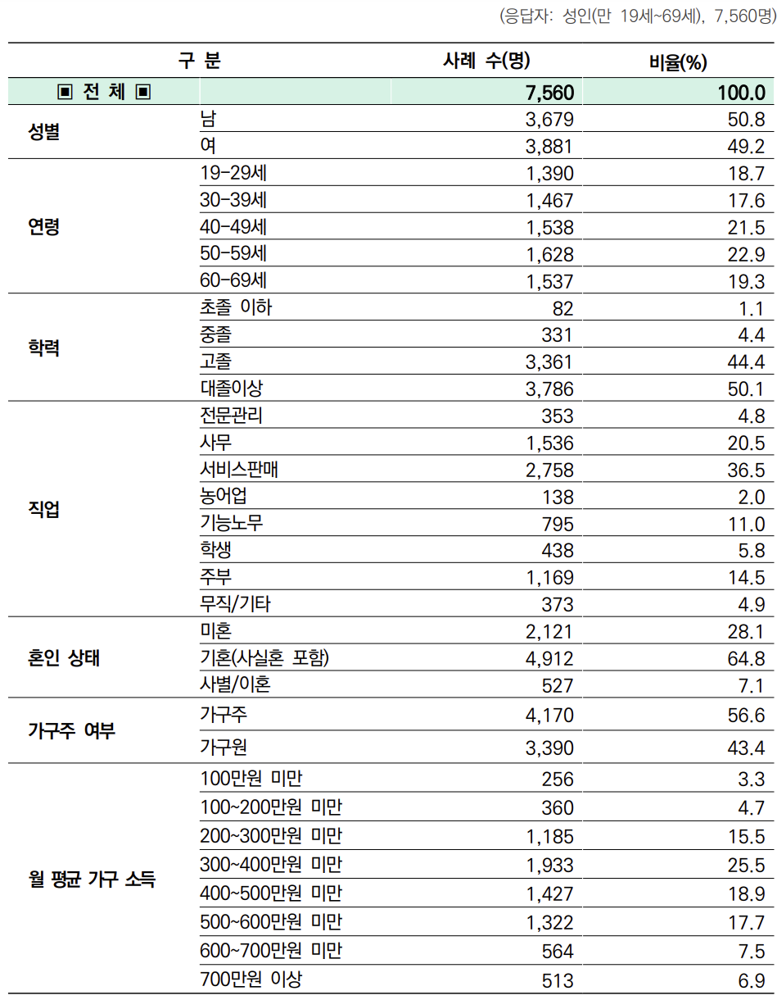 (응답자: 성인(만 19세~69세), 7,560명)
구 분 사례 수(명) 비율(%)
▣ 전 체 ▣ 7,560 100.0
성별 남 3,679 50.8
여 3,881 49.2
연령 19-29세 1,390 18.7
30-39세 1,467 17.6
40-49세 1,538 21.5
50-59세 1,628 22.9
60-69세 1,537 19.3
학력 초졸 이하 82 1.1
중졸 331 4.4
고졸 3,361 44.4
대졸이상 3,786 50.1
직업 전문관리 353 4.8
사무 1,536 20.5
서비스판매 2,758 36.5
농어업 138 2.0
기능노무 795 11.0
학생 438 5.8
주부 1,169 14.5
무직/기타 373 4.9
혼인 상태 미혼 2,121 28.1
기혼(사실혼 포함) 4,912 64.8
사별/이혼 527 7.1
가구주 여부 가구주 4,170 56.6
가구원 3,390 43.4
월 평균 가구 소득 100만원 미만 256 3.3
100~200만원 미만 360 4.7
200~300만원 미만 1,185 15.5
300~400만원 미만 1,933 25.5
400~500만원 미만 1,427 18.9
500~600만원 미만 1,322 17.7
600~700만원 미만 564 7.5
700만원 이상 513 6.9